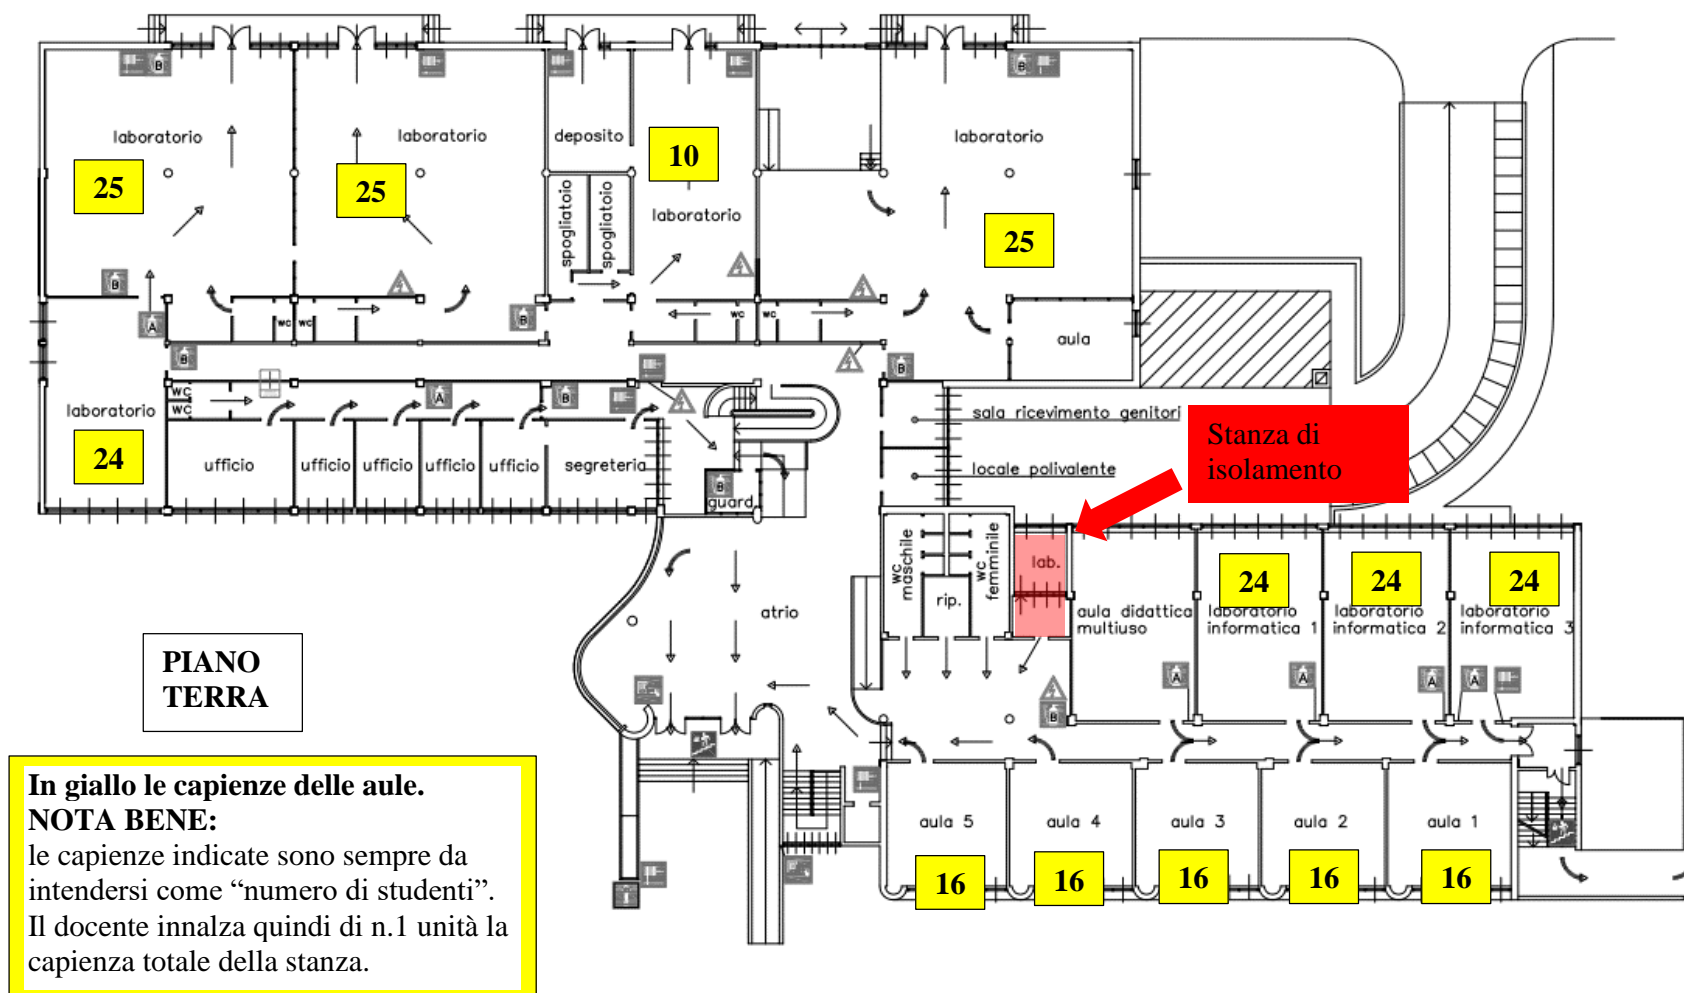 B
laboratorio
25
B
A
laboratorio
25
deposito
10
spogliatoio
spogliatoio
laboratorio
B
laboratorio
25
B
wc
wc
B
wc
wc
aula
B
B
wc
wc
A
B
laboratorio
24
ufficio
ufficio
ufficio
ufficio
ufficio
segreteria
B
guard
sala ricevimento genitori
locale polivalente
Stanza di
isolamento
wc
maschile
rip.
wc
femminile
lab.
aula didattica
multiuso
24
laboratorio
informatica 1
24
laboratorio
informatica 2
24
laboratorio
informatica 3
A
A
A
A
B
atrio
PIANO
TERRA
In giallo le capienze delle aule.
NOTA BENE:
le capienze indicate sono sempre da
intendersi come “numero di studenti”.
Il docente innalza quindi di n.1 unità la
capienza totale della stanza.
aula 5
aula 4
aula 3
aula 2
aula 1
16
16
16
16
16